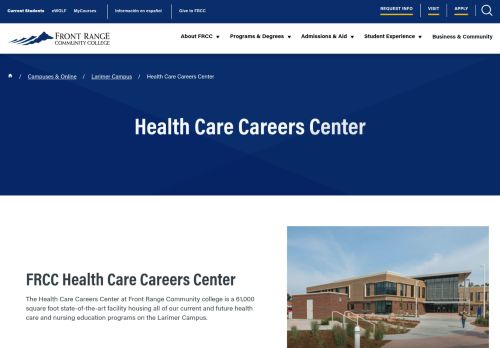 Current Students eWOLF MyCourses Información en español Give to FRCC REQUEST INFO VISIT APPLY
FRONT RANGE
COMMUNITY COLLEGE
About FRCC Programs & Degrees Admissions & Aid Student Experience Business & Community
/ Campuses & Online / Larimer Campus / Health Care Careers Center
Health Care Careers Center
FRCC Health Care Careers Center
The Health Care Careers Center at Front Range Community college is a 61,000
square foot state-of-the-art facility housing all of our current and future health
care and nursing education programs on the Larimer Campus.